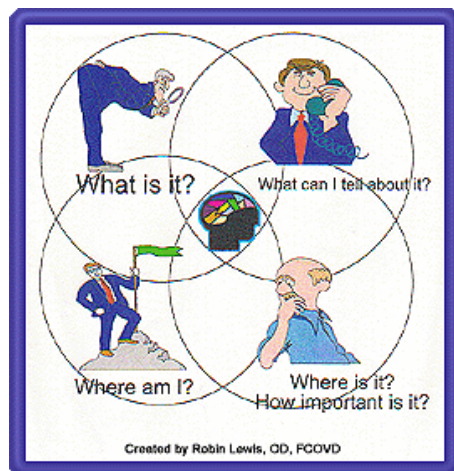 What is it?
What can I tell about it?
Where am I?
Where is it?
How important is it?
Created by Robin Lewis, OD, FCOVD